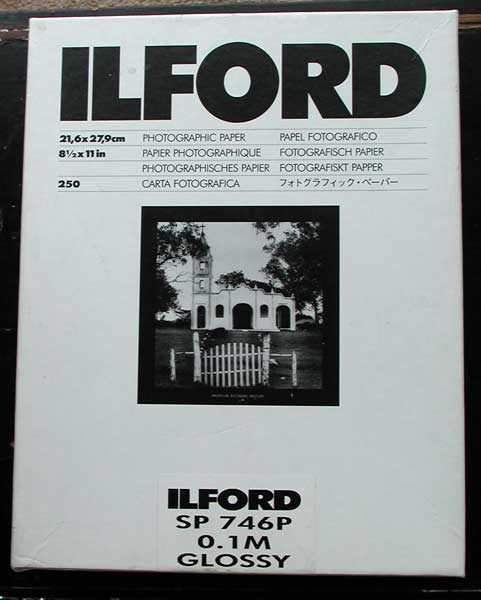 ILFORD
21,6x27,9cm PHOTOGRAPHIC PAPER PAPEL FOTOGRAFICO
8½x11in PAPIER PHOTOGRAPHIQUE FOTOGRAFISCH PAPIER
PHOTOGRAPHISCHES PAPIER FOTOGRAFISKT PAPPER
250 CARTA FOTOGRAFICA フォトグラフィック・ペーパー
ILFORD
SP 746P
0.1M
GLOSSY